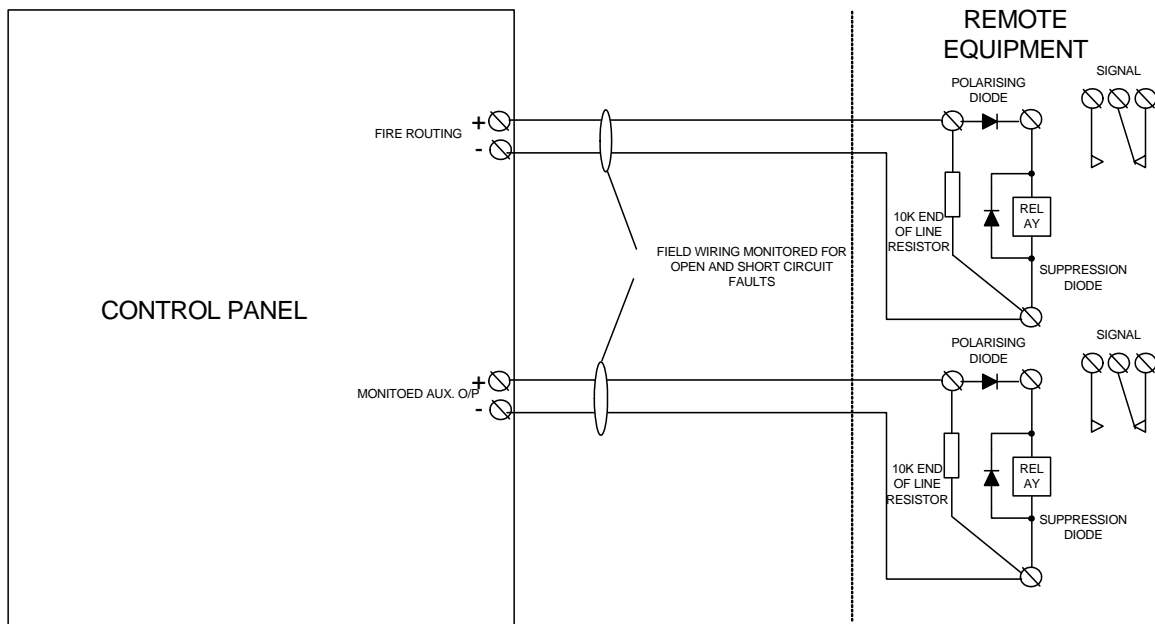 REMOTE
EQUIPMENT
POLARISING
DIODE
SIGNAL
+
FIRE ROUTING
-
10K END
OF LINE
RESISTOR
REL
AY
FIELD WIRING MONITORED FOR
OPEN AND SHORT CIRCUIT
FAULTS
SUPPRESSION
DIODE
CONTROL PANEL
POLARISING
DIODE
SIGNAL
+
MONITOED AUX. O/P
-
10K END
OF LINE
RESISTOR
REL
AY
SUPPRESSION
DIODE